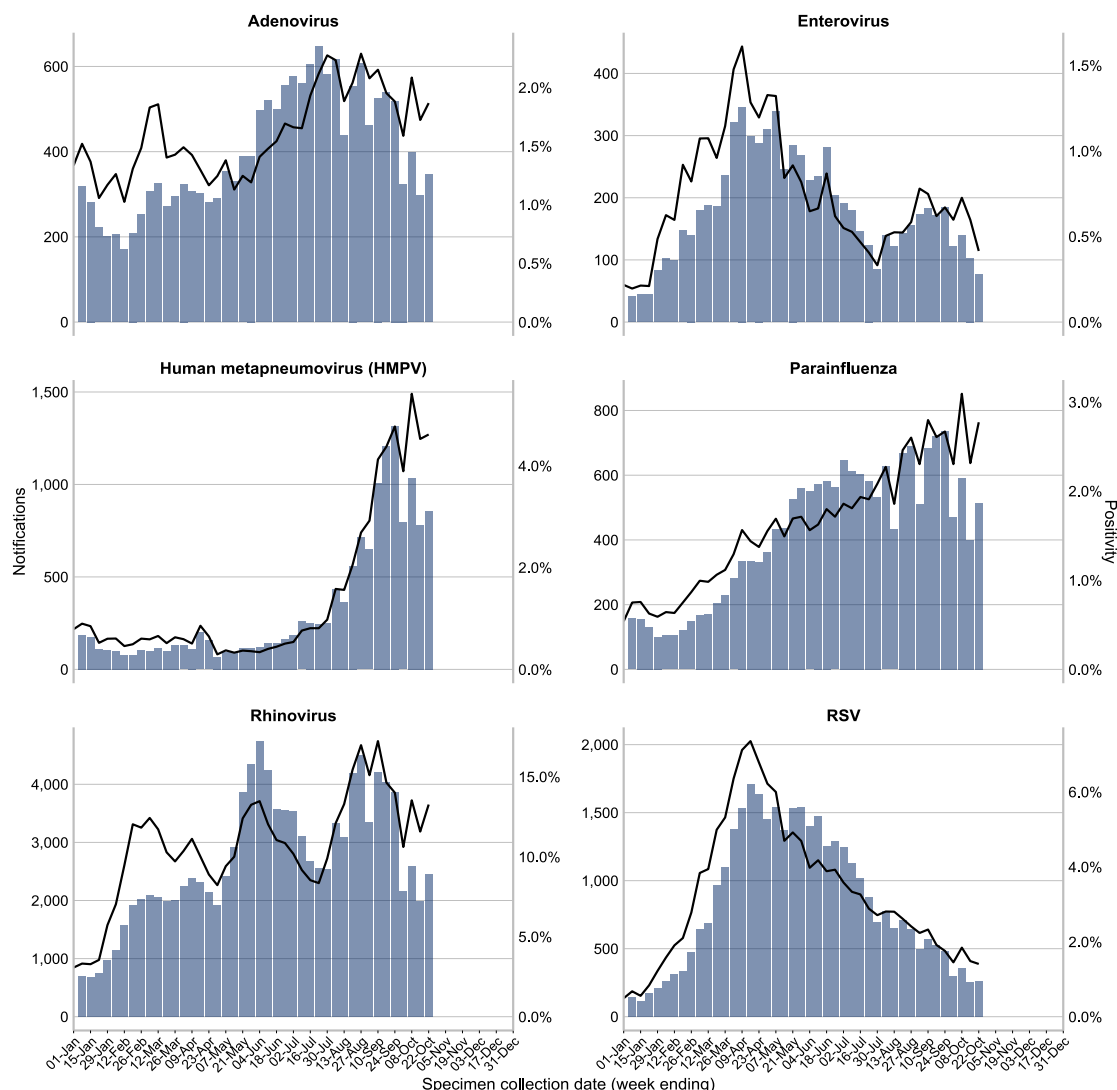 Adenovirus
Enterovirus
600
400
200
0
2.0%
1.5%
1.0%
0.5%
0.0%
400
300
200
100
0
1.5%
1.0%
0.5%
0.0%
Human metapneumovirus (HMPV)
Parainfluenza
Notifications
1,500
1,000
500
0
4.0%
2.0%
0.0%
800
600
400
200
0
3.0%
2.0%
1.0%
0.0%
Positivity
Rhinovirus
RSV
4,000
3,000
2,000
1,000
0
15.0%
10.0%
5.0%
0.0%
2,000
1,500
1,000
500
0
6.0%
4.0%
2.0%
0.0%
01-Jan
15-Jan
29-Jan
12-Feb
26-Feb
12-Mar
26-Mar
09-Apr
23-Apr
07-May
21-May
04-Jun
18-Jun
02-Jul
16-Jul
30-Jul
13-Aug
27-Aug
10-Sep
24-Sep
08-Oct
22-Oct
05-Nov
19-Nov
03-Dec
17-Dec
31-Dec
01-Jan
15-Jan
29-Jan
12-Feb
26-Feb
12-Mar
26-Mar
09-Apr
23-Apr
07-May
21-May
04-Jun
18-Jun
02-Jul
16-Jul
30-Jul
13-Aug
27-Aug
10-Sep
24-Sep
08-Oct
22-Oct
05-Nov
19-Nov
03-Dec
17-Dec
31-Dec
Specimen collection date (week ending)